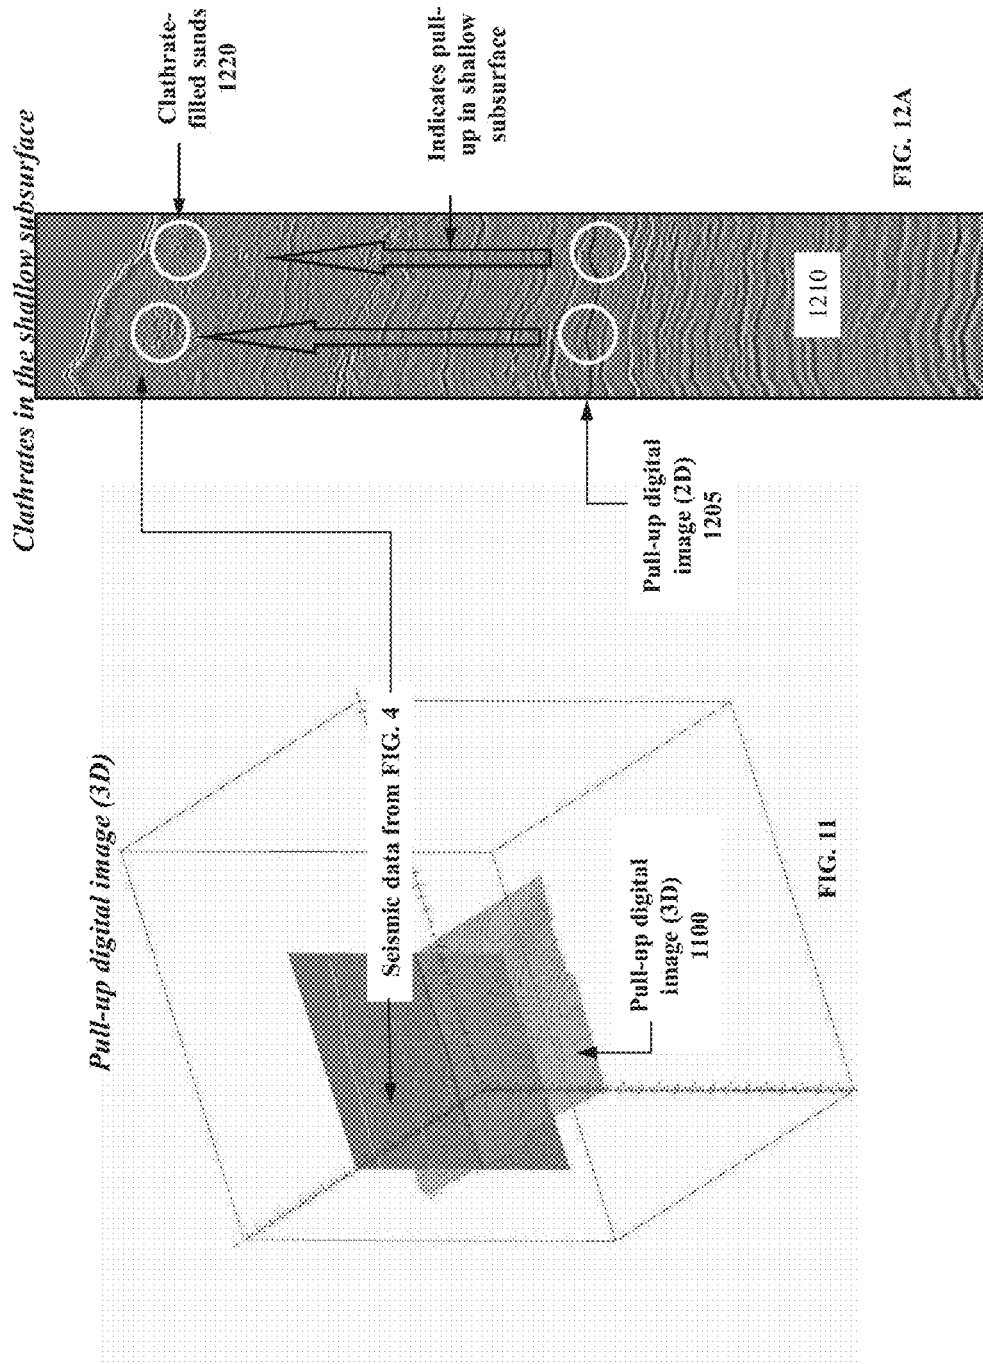 Pull-up digital image (3D)
Seismic data from FIG. 4
Pull-up digital
image (3D)
1100
FIG. 11
Clathrates in the shallow subsurface
Clathrate-
filled sands
1220
Indicates pull-
up in shallow
subsurface
Pull-up digital
image (2D)
1205
1210
FIG. 12A